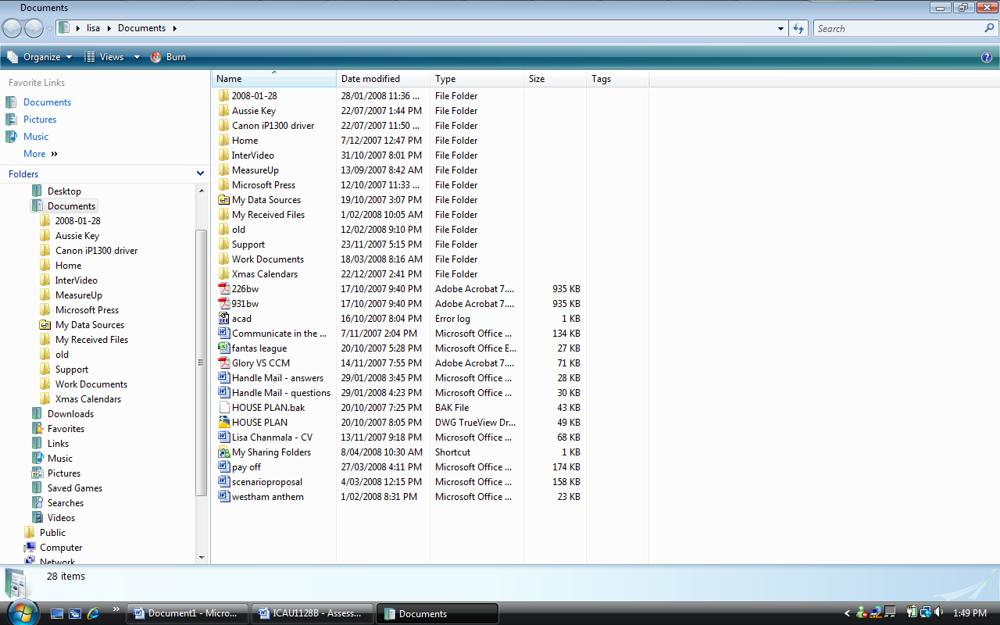 Documents
lisa Documents
Search
Organize Views Burn
Favorite Links
Documents
Pictures
Music
More »
Folders
Desktop
Documents
2008-01-28
Aussie Key
Canon iP1300 driver
Home
InterVideo
MeasureUp
Microsoft Press
My Data Sources
My Received Files
old
Support
Work Documents
Xmas Calendars
Downloads
Favorites
Links
Music
Pictures
Saved Games
Searches
Videos
Public
Computer
Network
Name Date modified Type Size Tags
2008-01-28 28/01/2008 11:36 ... File Folder
Aussie Key 22/07/2007 1:44 PM File Folder
Canon iP1300 driver 22/07/2007 11:50 ... File Folder
Home 7/12/2007 12:47 PM File Folder
InterVideo 31/10/2007 8:01 PM File Folder
MeasureUp 13/09/2007 8:42 AM File Folder
Microsoft Press 12/10/2007 11:33 ... File Folder
My Data Sources 19/10/2007 3:07 PM File Folder
My Received Files 1/02/2008 10:05 AM File Folder
old 12/02/2008 9:10 PM File Folder
Support 23/11/2007 5:15 PM File Folder
Work Documents 18/03/2008 8:16 AM File Folder
Xmas Calendars 22/12/2007 2:41 PM File Folder
226bw 17/10/2007 9:40 PM Adobe Acrobat 7.... 935 KB
931bw 17/10/2007 9:40 PM Adobe Acrobat 7.... 935 KB
acad 16/10/2007 8:04 PM Error log 1 KB
Communicate in the ... 7/11/2007 2:04 PM Microsoft Office ... 134 KB
fantas league 20/10/2007 5:28 PM Microsoft Office E... 27 KB
Glory VS CCM 14/11/2007 7:55 PM Adobe Acrobat 7.... 71 KB
Handle Mail - answers 29/01/2008 3:45 PM Microsoft Office ... 28 KB
Handle Mail - questions 29/01/2008 4:23 PM Microsoft Office ... 30 KB
HOUSE PLAN.bak 20/10/2007 7:25 PM BAK File 43 KB
HOUSE PLAN 20/10/2007 8:05 PM DWG TrueView Dr... 49 KB
Lisa Chanmala - CV 13/11/2007 9:18 PM Microsoft Office ... 68 KB
My Sharing Folders 8/04/2008 10:30 AM Shortcut 1 KB
pay off 27/03/2008 4:11 PM Microsoft Office ... 174 KB
scenarioproposal 4/03/2008 12:15 PM Microsoft Office ... 158 KB
westham anthem 1/02/2008 8:31 PM Microsoft Office ... 23 KB
28 items
Document1 - Micro... ICAU1128B - Assess... Documents 1:49 PM